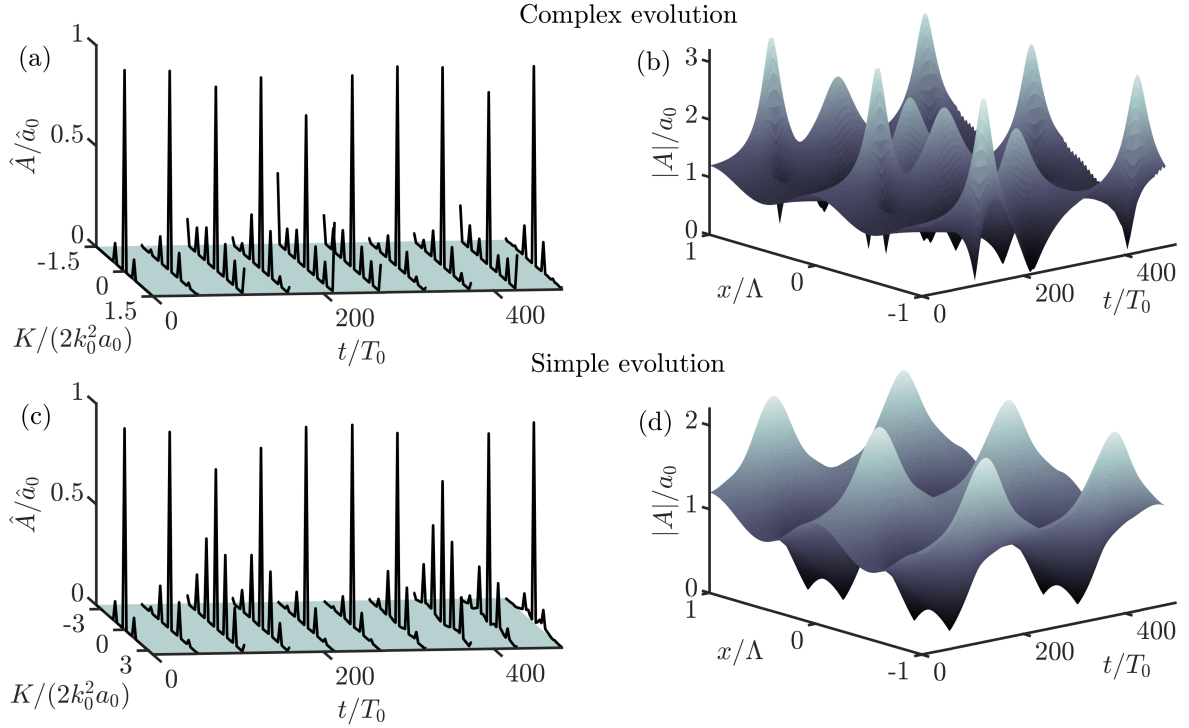 Complex evolution
(a)
1
0.5
0
Â/â₀
-1.5
0
1.5
K/(2k₀²a₀)
0
200
400
t/T₀
(b)
3
2
1
0
|A|/a₀
1
0
-1
x/Λ
0
200
400
t/T₀
Simple evolution
(c)
1
0.5
0
Â/â₀
-3
0
3
K/(2k₀²a₀)
0
200
400
t/T₀
(d)
2
1
0
|A|/a₀
1
0
-1
x/Λ
0
200
400
t/T₀